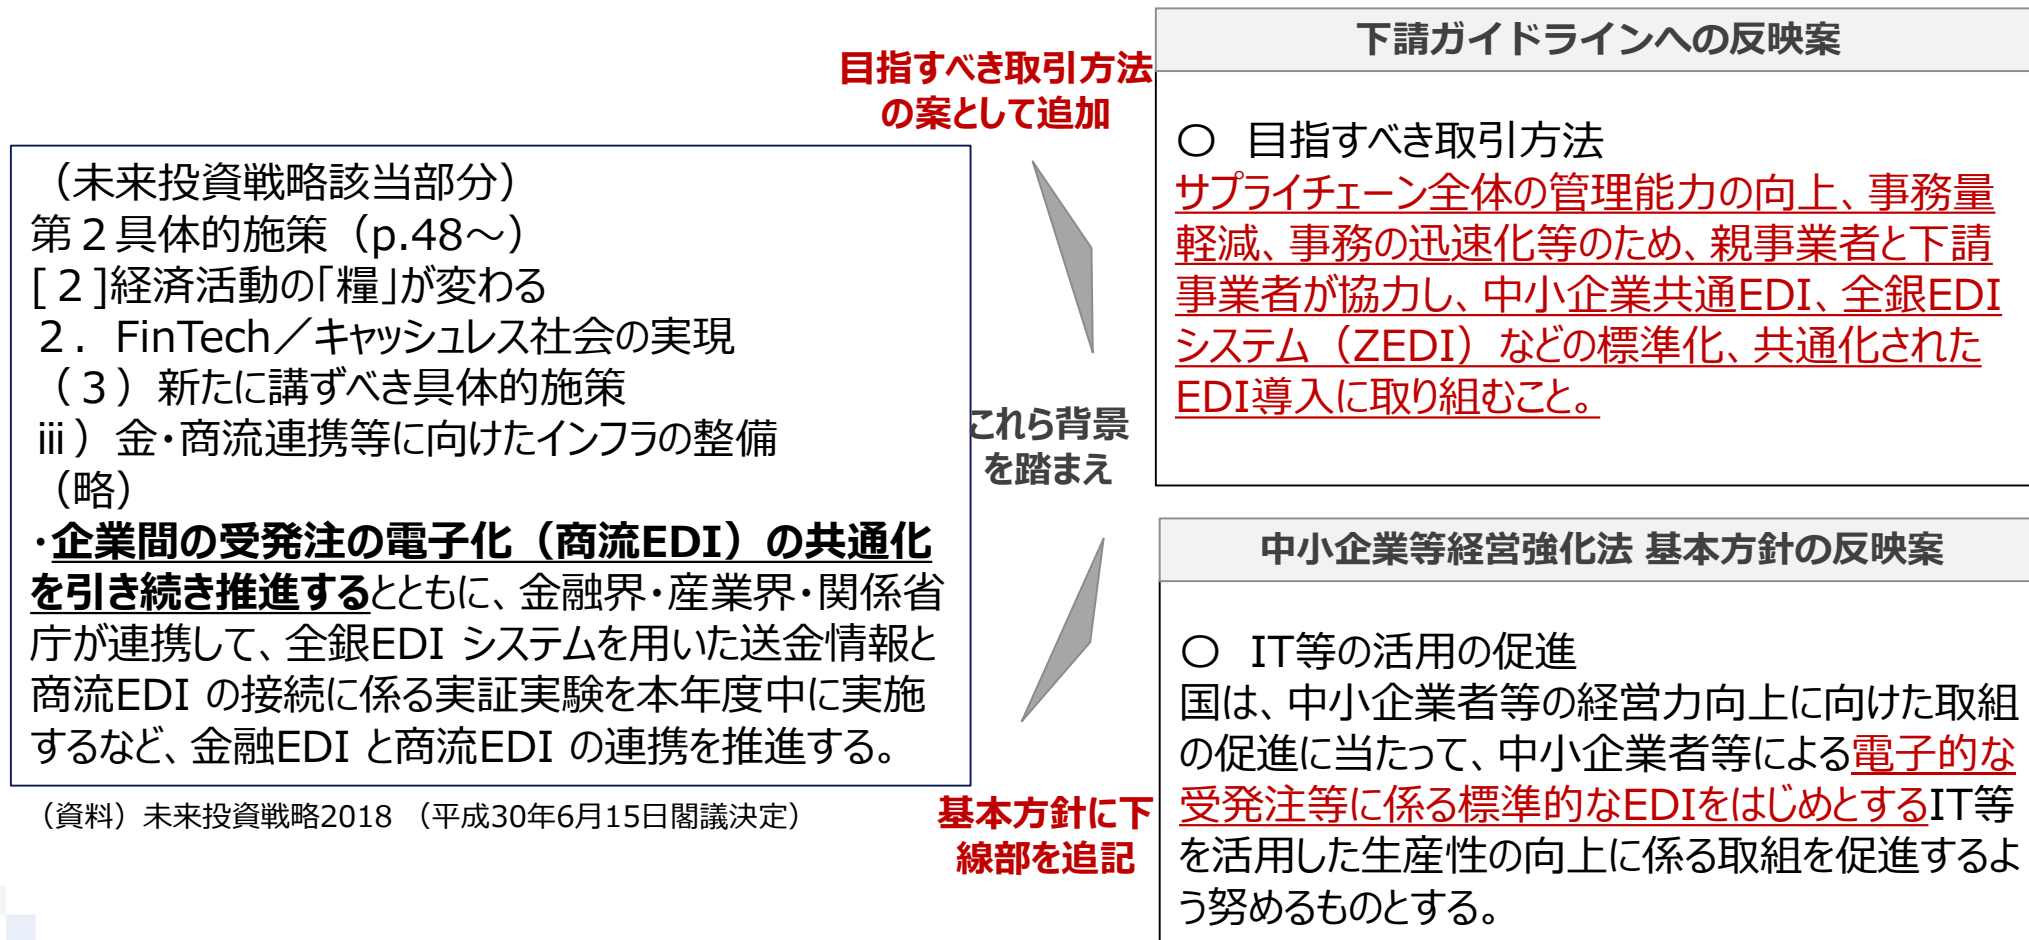 目指すべき取引方法
の案として追加
（未来投資戦略該当部分）
第２具体的施策（p.48～）
[２]経済活動の「糧」が変わる
２．FinTech／キャッシュレス社会の実現
（３）新たに講ずべき具体的施策
ⅲ）金・商流連携等に向けたインフラの整備
（略）
・企業間の受発注の電子化（商流EDI）の共通化
を引き続き推進するとともに、金融界・産業界・関係省
庁が連携して、全銀EDI システムを用いた送金情報と
商流EDI の接続に係る実証実験を本年度中に実施
するなど、金融EDI と商流EDI の連携を推進する。
（資料）未来投資戦略2018 （平成30年6月15日閣議決定）
これら背景
を踏まえ
基本方針に下
線部を追記
下請ガイドラインへの反映案
〇　目指すべき取引方法
サプライチェーン全体の管理能力の向上、事務量
軽減、事務の迅速化等のため、親事業者と下請
事業者が協力し、中小企業共通EDI、全銀EDI
システム（ZEDI）などの標準化、共通化された
EDI導入に取り組むこと。
中小企業等経営強化法 基本方針の反映案
〇　IT等の活用の促進
国は、中小企業者等の経営力向上に向けた取組
の促進に当たって、中小企業者等による電子的な
受発注等に係る標準的なEDIをはじめとするIT等
を活用した生産性の向上に係る取組を促進するよ
う努めるものとする。